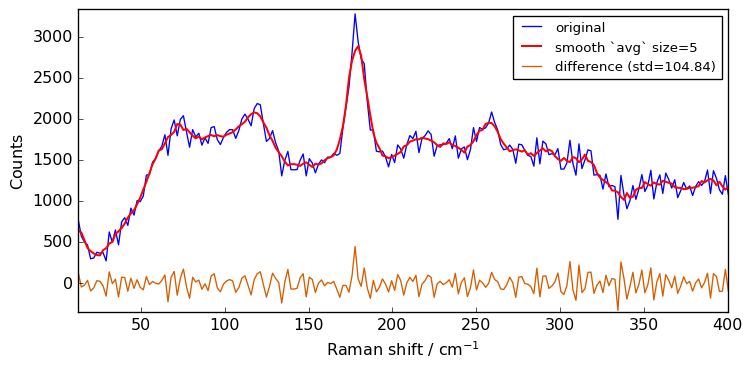 original
smooth `avg` size=5
difference (std=104.84)
Counts
3000
2500
2000
1500
1000
500
0
50 100 150 200 250 300 350 400
Raman shift / cm⁻¹